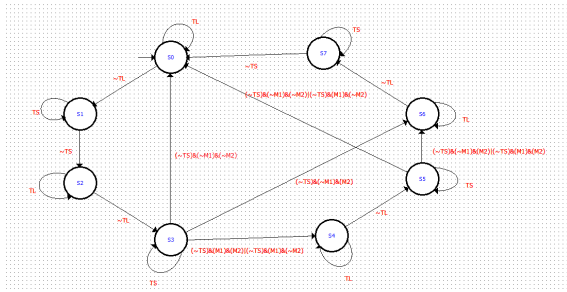 TL
S0
S7
TS
~TS
~TL
~TL
(~TS)&(~M1)&(~M2)|(~TS)&(M1)&(~M2)
TS
S1
S6
TL
~TS
(~TS)&(~M1)&(~M2)
(~TS)&(~M1)&(M2)|(~TS)&(M1)&(M2)
S2
TL
(~TS)&(~M1)&(M2)
S5
TS
~TL
~TL
S3
S4
(~TS)&(M1)&(M2)|(~TS)&(M1)&(~M2)
TS
TL